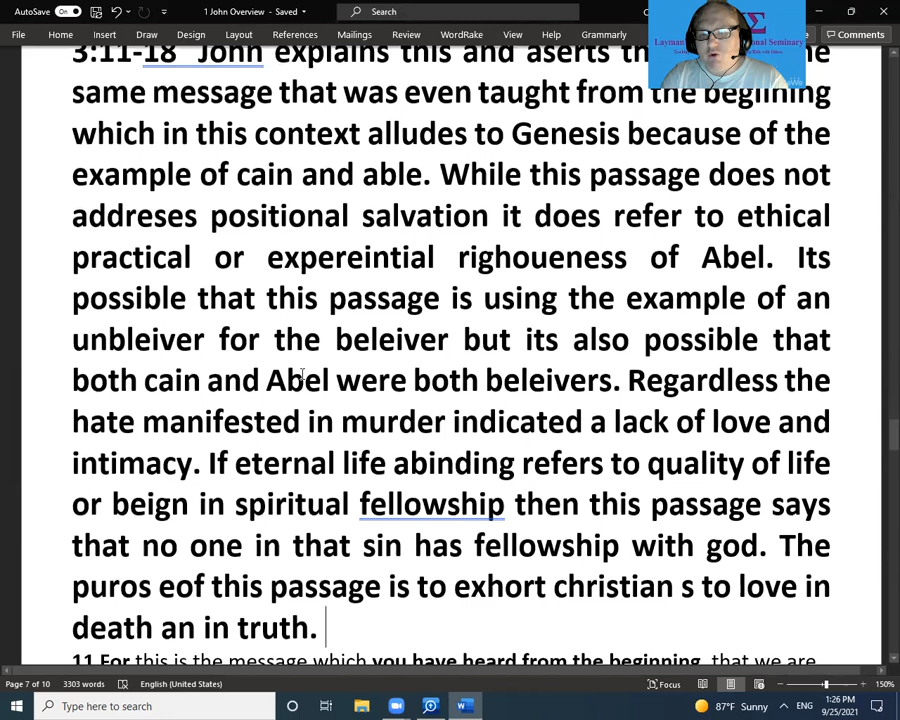 AutoSave On 1 John Overview - Saved Search
File Home Insert Draw Design Layout References Mailings Review WordRake View Zotero Help Grammarly Comments
3:11-18 John explains this and aserts th
same message that was even taught from the begiining
which in this context alludes to Genesis because of the
example of cain and able. While this passage does not
addreses positional salvation it does refer to ethical
practical or expereintial righoueness of Abel. Its
possible that this passage is using the example of an
unbleiver for the beleiver but its also possible that
both cain and Abel were both beleivers. Regardless the
hate manifested in murder indicated a lack of love and
intimacy. If eternal life abinding refers to quality of life
or beign in spiritual fellowship then this passage says
that no one in that sin has fellowship with god. The
puros eof this passage is to exhort christian s to love in
death an in truth.
11 For this is the message which you have heard from the beginning, that we are
Page 7 of 10 3303 words English (United States) Focus 150%
Type here to search 87°F Sunny ENG 1:26 PM
9/25/2021